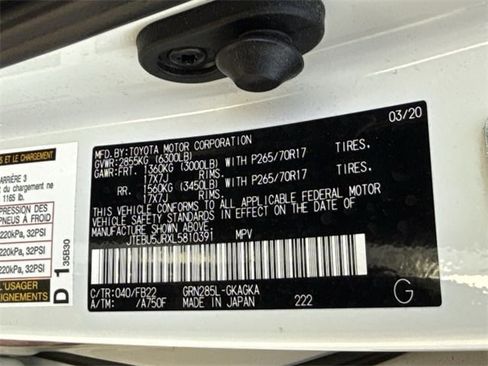 03/20
MFD.BY:TOYOTA MOTOR CORPORATION
GVWR:2855KG (6300LB)
GAWR:FRT. 1360KG (3000LB) WITH P265/70R17 TIRES,
17X7J RIMS,
RR. 1560KG (3450LB) WITH P265/70R17 TIRES,
17X7J RIMS.
THIS VEHICLE CONFORMS TO ALL APPLICABLE FEDERAL MOTOR
VEHICLE SAFETY STANDARDS IN EFFECT ON THE DATE OF
MANUFACTURE SHOWN ABOVE.
JTEBU5JRXL5810391 MPV
C/TR:040/FB22 GRN285L-GKAGKA
A/TM: /A750F MADE IN JAPAN 222 G
ET LE CHARGEMENT
ARRIÈRE 3
du chargement ne
1165 lb.
PRESSION DES
PNEUS À FROID
220kPa, 32PSI
220kPa, 32PSI
220kPa, 32PSI
L'USAGER
SEIGNEMENTS
D 1 35B30